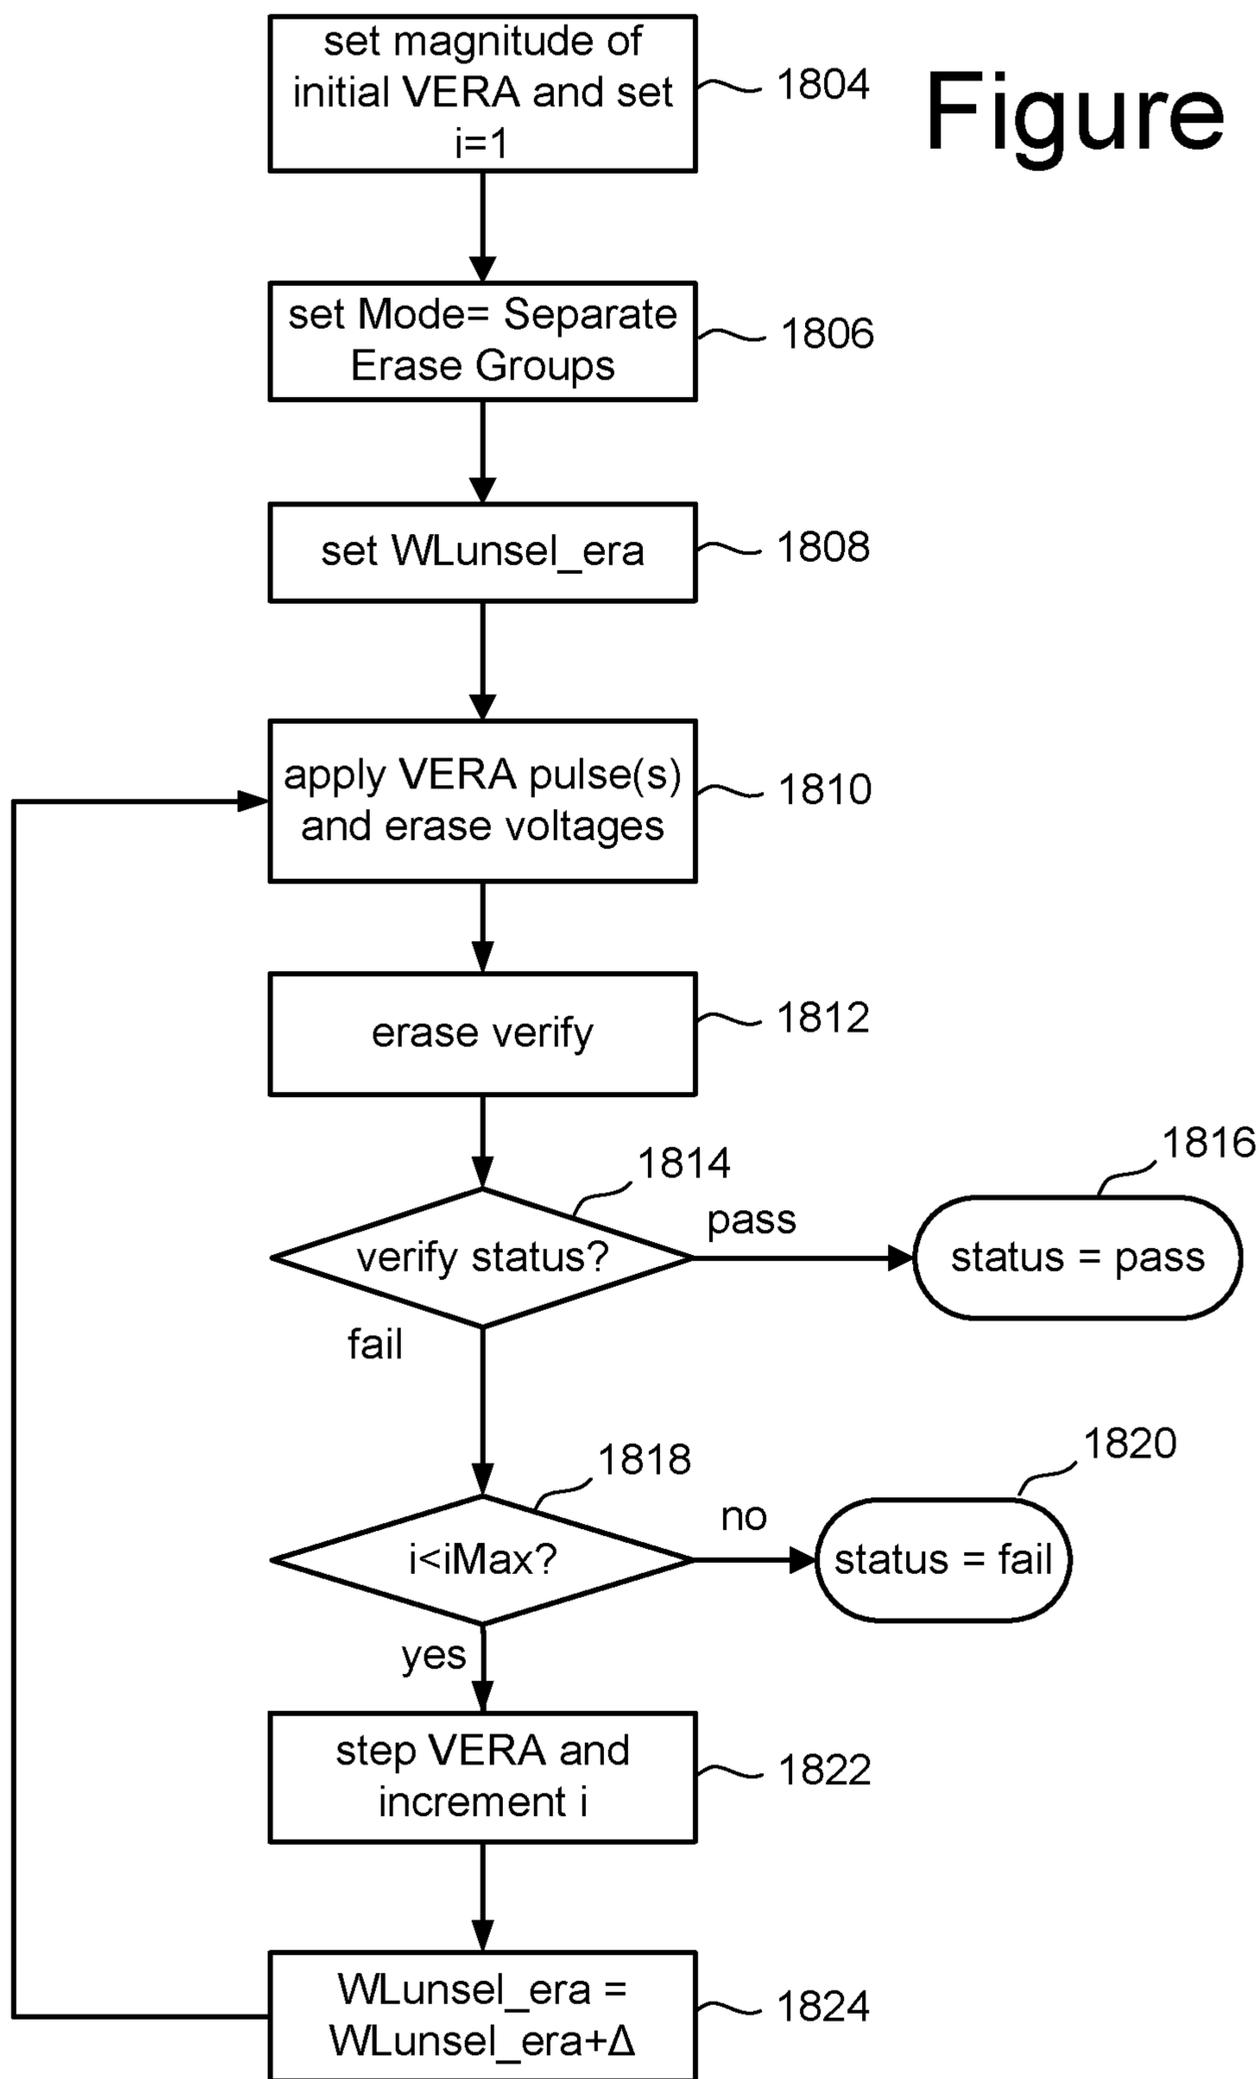 set magnitude of
initial VERA and set
i=1
1804
Figure
set Mode= Separate
Erase Groups
1806
set WLunsel_era
1808
apply VERA pulse(s)
and erase voltages
1810
erase verify
1812
1814
verify status?
pass
1816
status = pass
fail
1818
i<iMax?
no
1820
status = fail
yes
step VERA and
increment i
1822
WLunsel_era =
WLunsel_era+Δ
1824